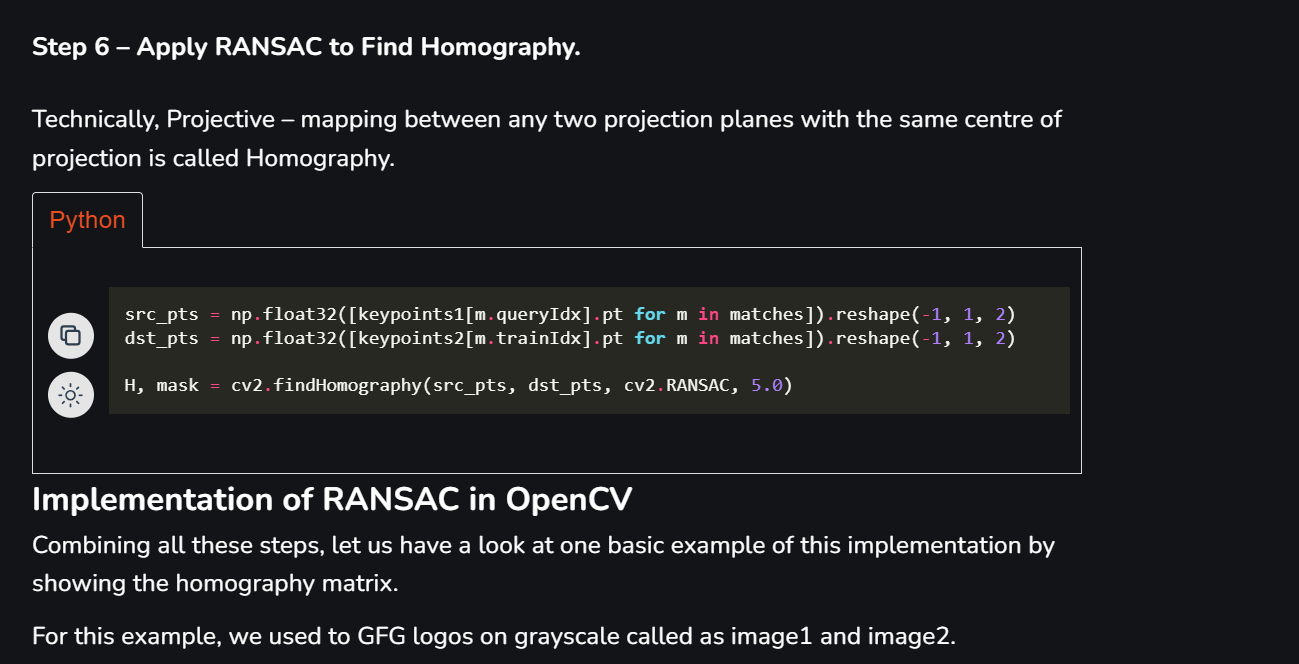 Step 6 – Apply RANSAC to Find Homography.
Technically, Projective – mapping between any two projection planes with the same centre of
projection is called Homography.
Python
src_pts = np.float32([keypoints1[m.queryIdx].pt for m in matches]).reshape(-1, 1, 2)
dst_pts = np.float32([keypoints2[m.trainIdx].pt for m in matches]).reshape(-1, 1, 2)
H, mask = cv2.findHomography(src_pts, dst_pts, cv2.RANSAC, 5.0)
Implementation of RANSAC in OpenCV
Combining all these steps, let us have a look at one basic example of this implementation by
showing the homography matrix.
For this example, we used to GFG logos on grayscale called as image1 and image2.